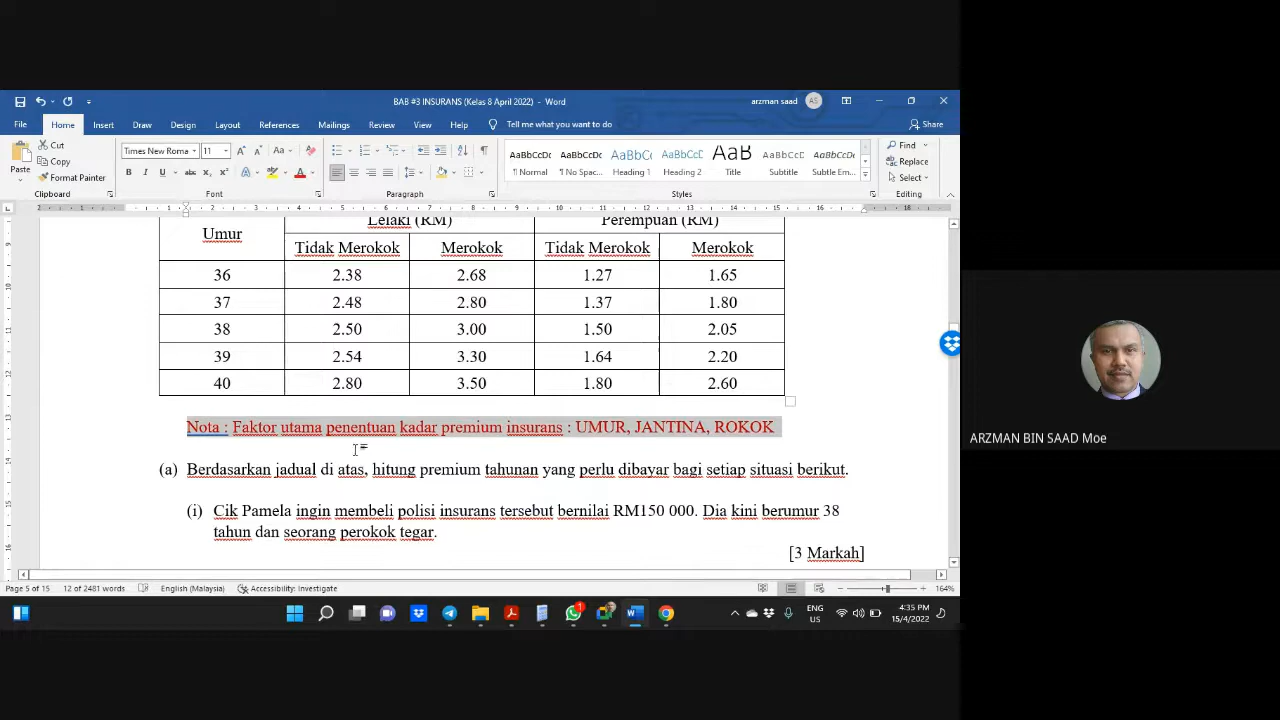 BAB #3 INSURANS (Kelas 8 April 2022) - Word
arzman saad
AS
File Home Insert Draw Design Layout References Mailings Review View Help Tell me what you want to do Share
Paste
Cut
Copy
Format Painter
Clipboard
Times New Roma 11
Font
Paragraph
AaBbCcDc AaBbCcDc AaBbCc AaBbCcC AaB AaBbCcC AaBbCcDc
¶ Normal ¶ No Spac... Heading 1 Heading 2 Title Subtitle Subtle Em...
Styles
Find
Replace
Select
Editing
Umur Lelaki (RM) Perempuan (RM)
Tidak Merokok Merokok Tidak Merokok Merokok
36 2.38 2.68 1.27 1.65
37 2.48 2.80 1.37 1.80
38 2.50 3.00 1.50 2.05
39 2.54 3.30 1.64 2.20
40 2.80 3.50 1.80 2.60
Nota : Faktor utama penentuan kadar premium insurans : UMUR, JANTINA, ROKOK
(a) Berdasarkan jadual di atas, hitung premium tahunan yang perlu dibayar bagi setiap situasi berikut.
(i) Cik Pamela ingin membeli polisi insurans tersebut bernilai RM150 000. Dia kini berumur 38
tahun dan seorang perokok tegar.
[3 Markah]
Page 5 of 15 12 of 2481 words English (Malaysia) Accessibility: Investigate 164%
ENG
US
4:35 PM
15/4/2022
ARZMAN BIN SAAD Moe